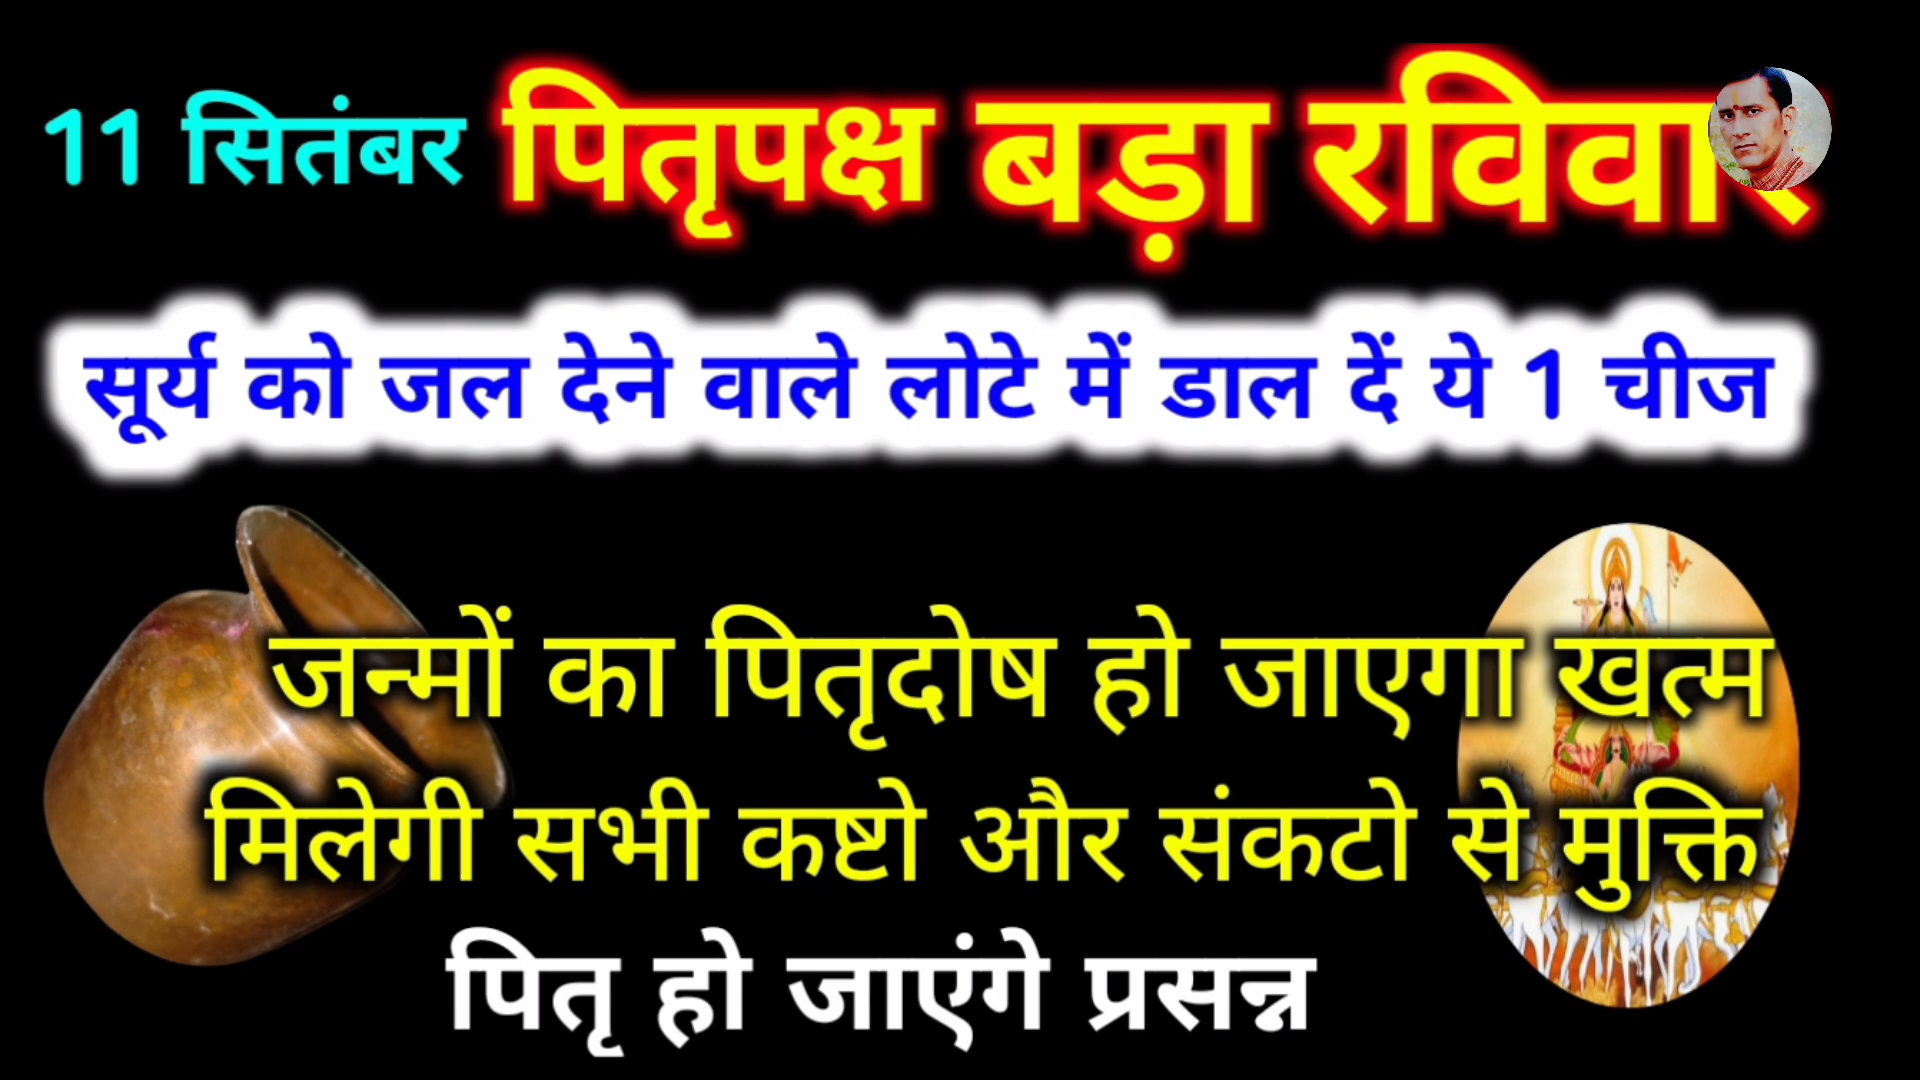 11 सितंबर पितृपक्ष बड़ा रविवार
सूर्य को जल देने वाले लोटे में डाल दें ये 1 चीज
जन्मों का पितृदोष हो जाएगा खत्म
मिलेगी सभी कष्टो और संकटो से मुक्ति
पितृ हो जाएंगे प्रसन्न